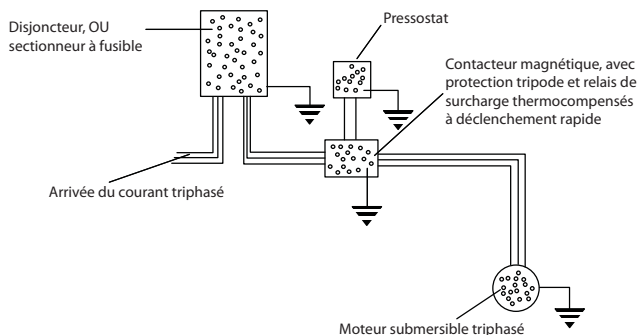 Disjoncteur, OU
sectionneur à fusible
Pressostat
Contacteur magnétique, avec
protection tripode et relais de
surcharge thermocompensés
à déclenchement rapide
Arrivée du courant triphasé
Moteur submersible triphasé